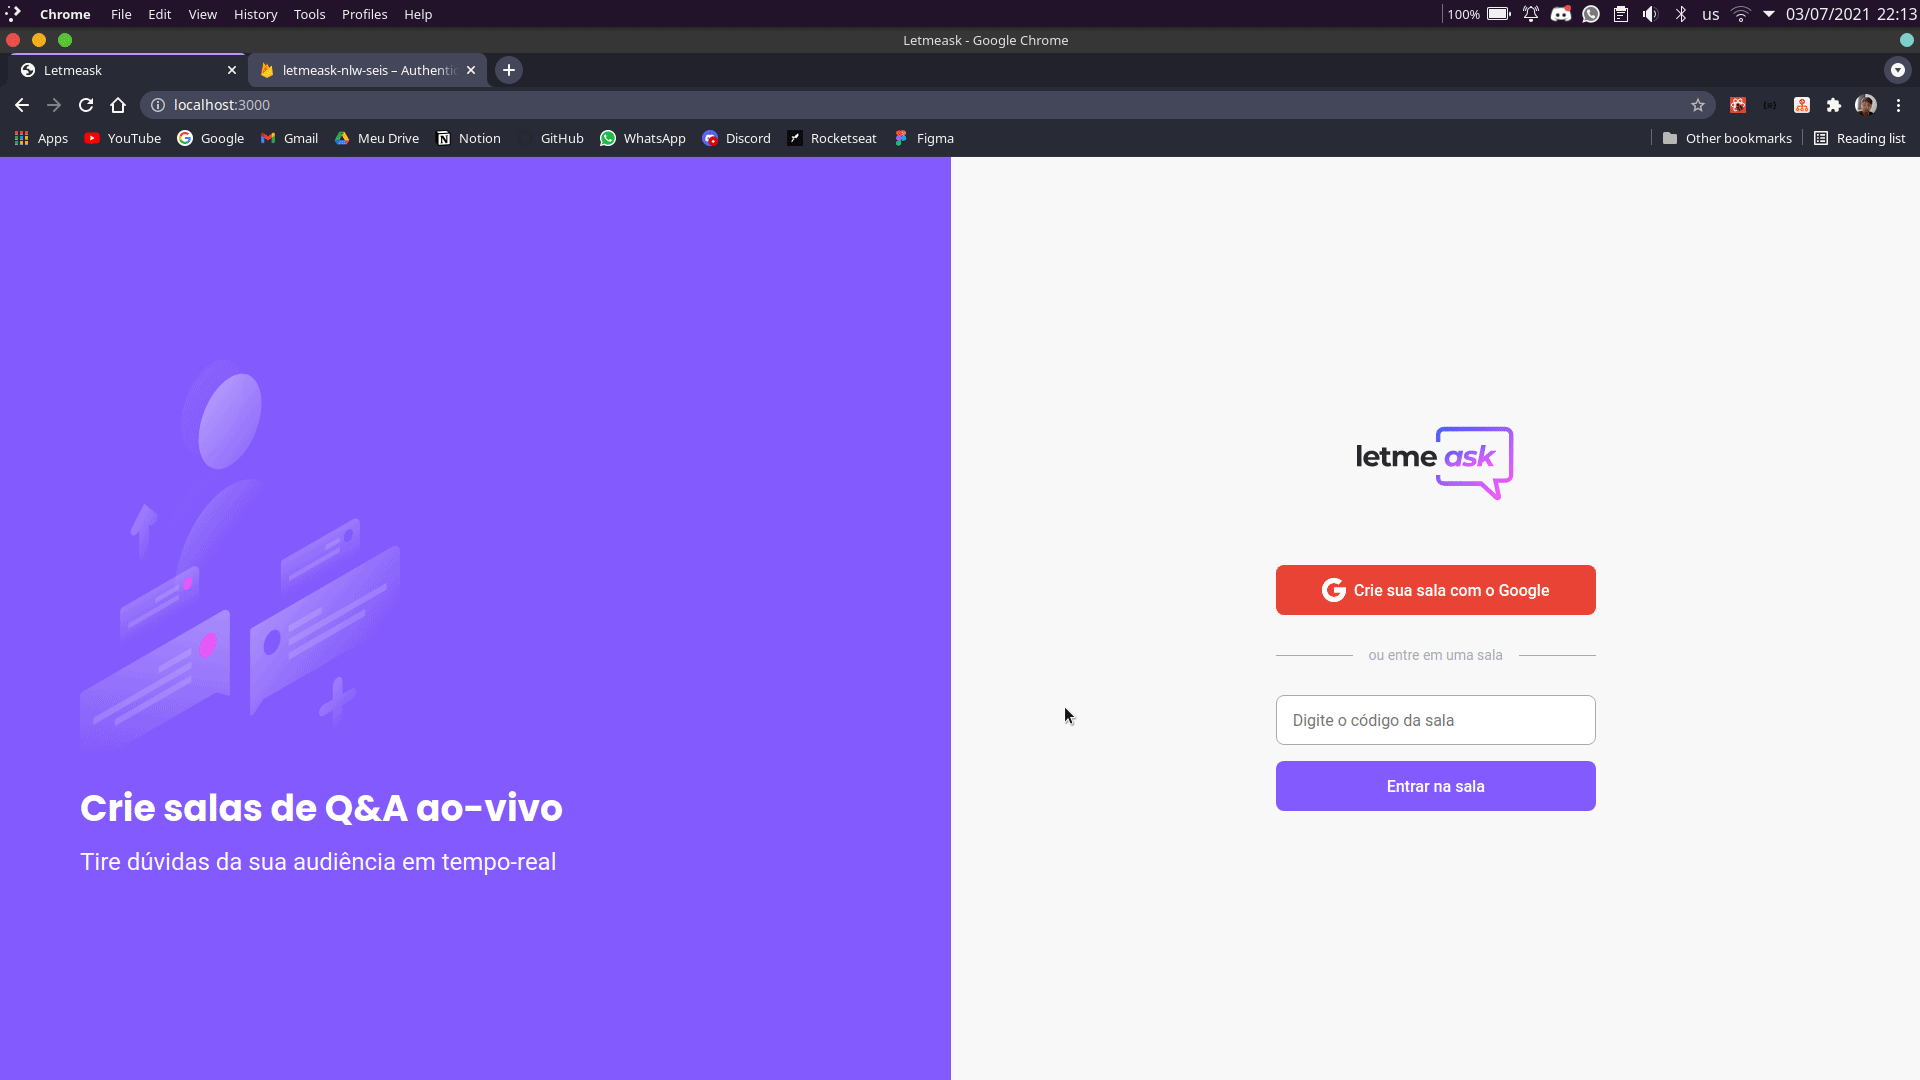 Chrome File Edit View History Tools Profiles Help 100% us 03/07/2021 22:13
Letmeask - Google Chrome
Letmeask letmeask-nlw-seis – Authentic
localhost:3000
Apps YouTube Google Gmail Meu Drive Notion GitHub WhatsApp Discord Rocketseat Figma Other bookmarks Reading list
letme ask
Crie sua sala com o Google
ou entre em uma sala
Digite o código da sala
Entrar na sala
Crie salas de Q&A ao-vivo
Tire dúvidas da sua audiência em tempo-real